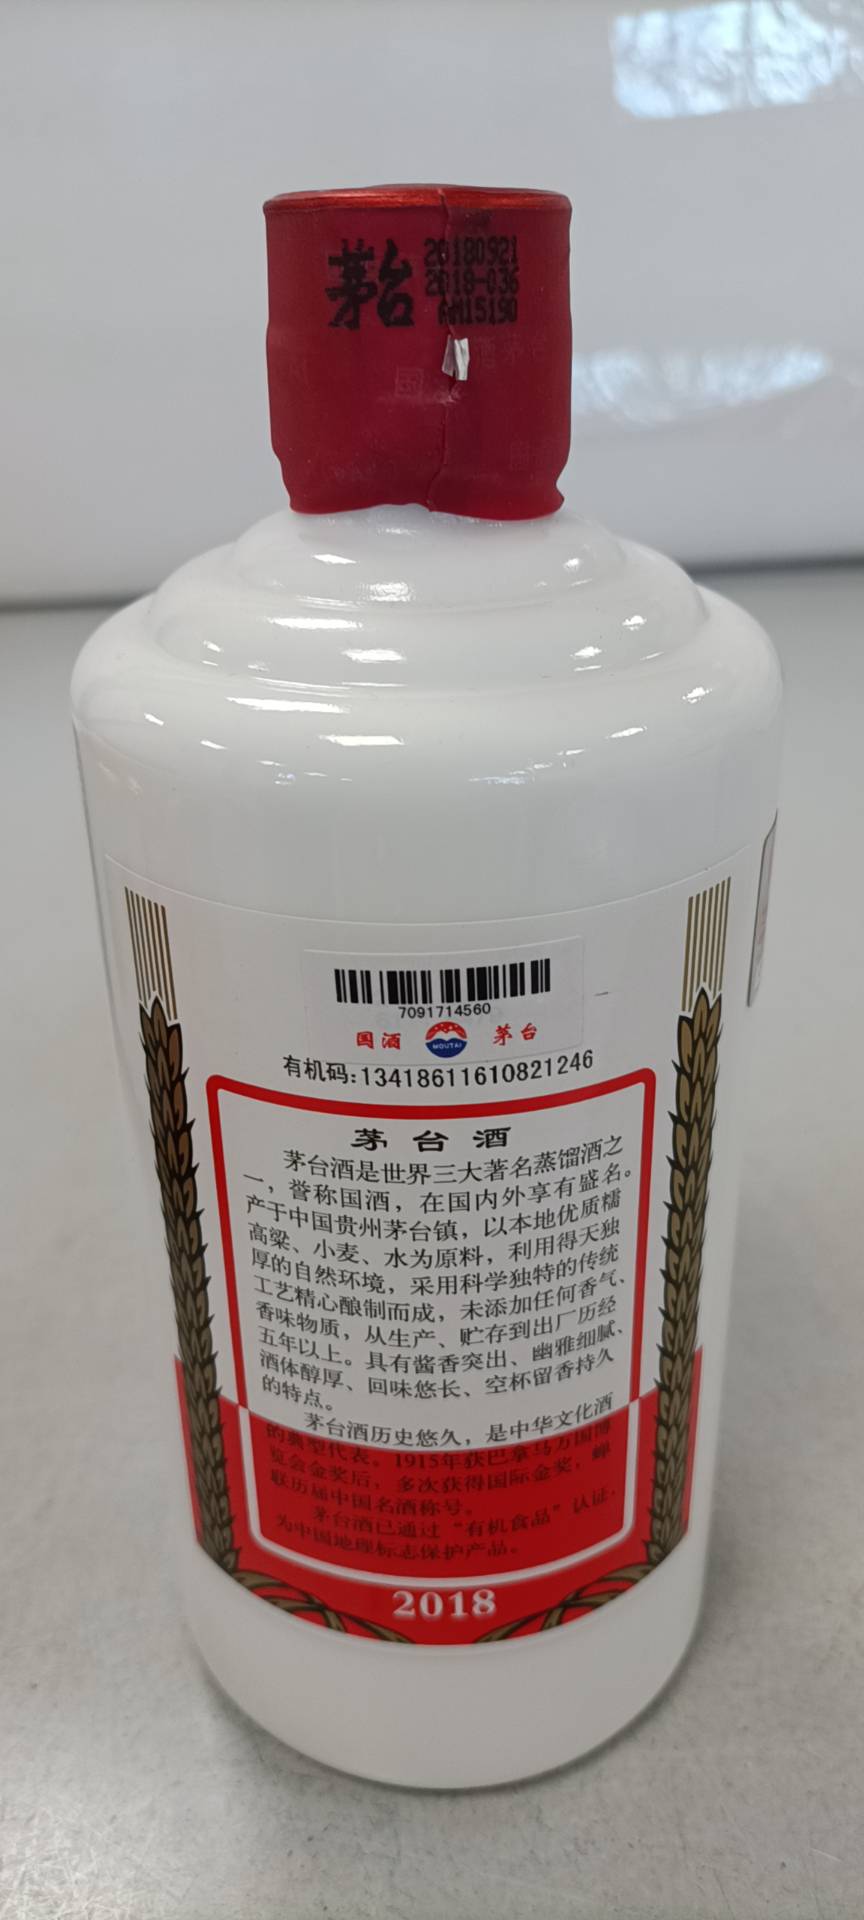 茅台
20180921
2018-036
国
酒茅台
7091714560
国酒 MOUTAI 茅台
有机码:13418611610821246
茅台酒
茅台酒是世界三大著名蒸馏酒之
一，誉称国酒，在国内外享有盛名。
产于中国贵州茅台镇，以本地优质糯
高粱、小麦、水为原料，利用得天独
厚的自然环境，采用科学独特的传统
工艺精心酿制而成，未添加任何香气、
香味物质，从生产、贮存到出厂历经
五年以上。具有酱香突出、幽雅细腻、
酒体醇厚、回味悠长、空杯留香持久
的特点。
茅台酒历史悠久，是中华文化酒
的典型代表。1915年获巴拿马万国博
览会金奖后，多次获得国际金奖，蝉
联历届中国名酒称号。
茅台酒已通过“有机食品”认证，
为中国地理标志保护产品。
2018